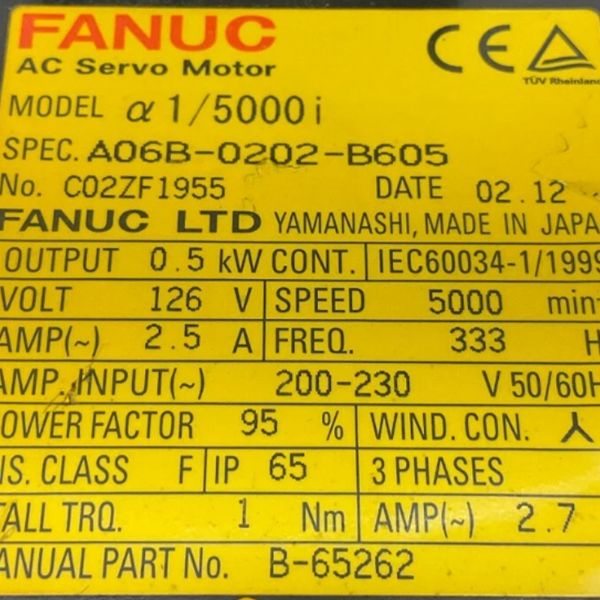 FANUC
AC Servo Motor
CE TÜV Rheinland
MODEL α 1/5000 i
SPEC. A06B-0202-B605
No. C02ZF1955 DATE 02.12
FANUC LTD YAMANASHI, MADE IN JAPA
OUTPUT 0.5 kW CONT. IEC60034-1/1999
VOLT 126 V SPEED 5000 min-
AMP(~) 2.5 A FREQ. 333 H
AMP. INPUT(~) 200-230 V 50/60H
OWER FACTOR 95 % WIND. CON.
NS. CLASS F IP 65 3 PHASES
TALL TRQ. 1 Nm AMP(~) 2.7
ANUAL PART No. B-65262